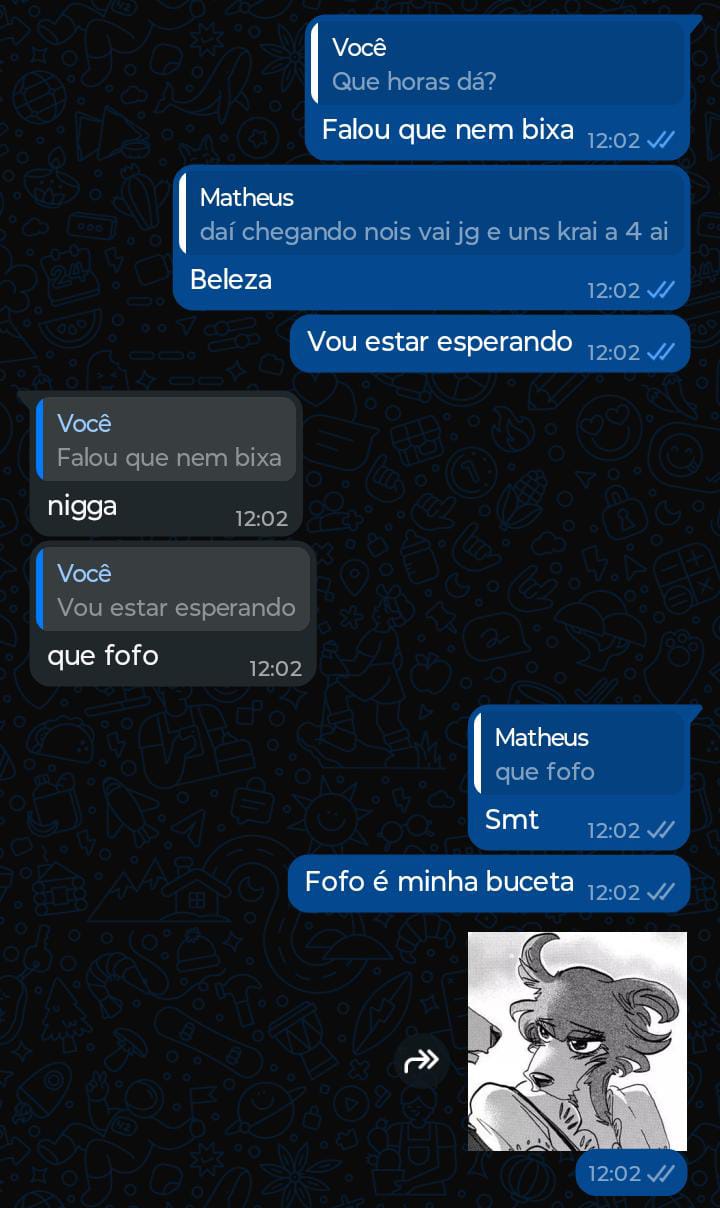 Você
Que horas dá?
Falou que nem bixa 12:02
Matheus
daí chegando nois vai jg e uns krai a 4 ai
Beleza 12:02
Vou estar esperando 12:02
Você
Falou que nem bixa
nigga 12:02
Você
Vou estar esperando
que fofo 12:02
Matheus
que fofo
Smt 12:02
Fofo é minha buceta 12:02
12:02